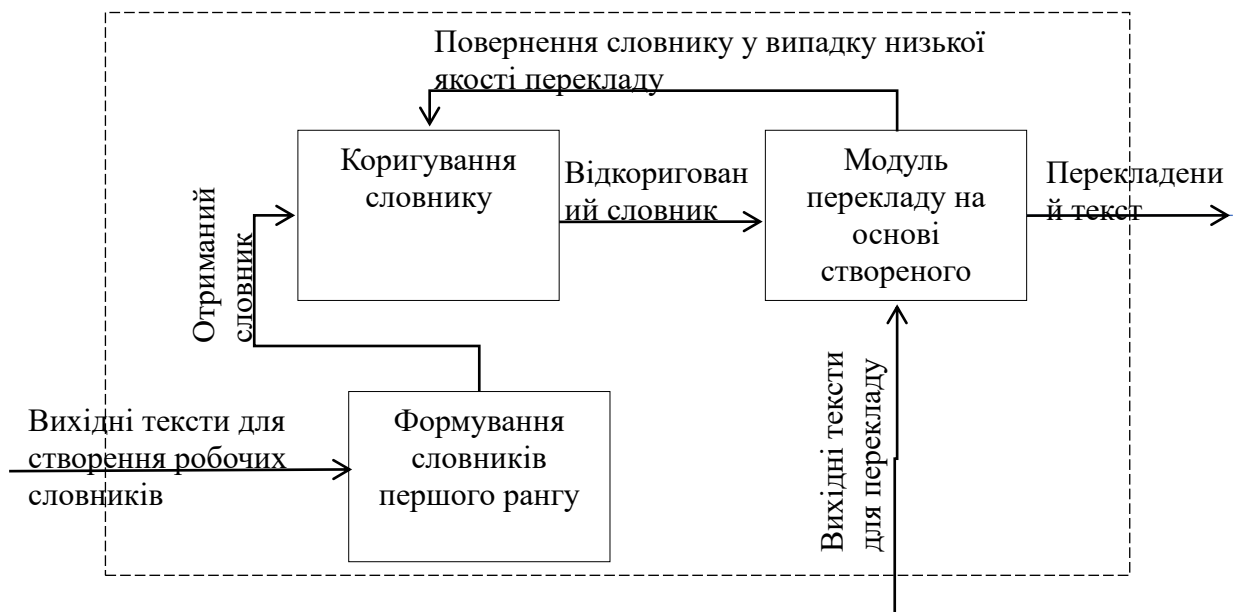 Повернення словнику у випадку низької
якості перекладу
Коригування
словнику
Відкоригован
ий словник
Модуль
перекладу на
основі
створеного
Перекладени
й текст
Отриманий
словник
Вихідні тексти для
створення робочих
словників
Формування
словників
першого рангу
Вихідні тексти
для перекладу